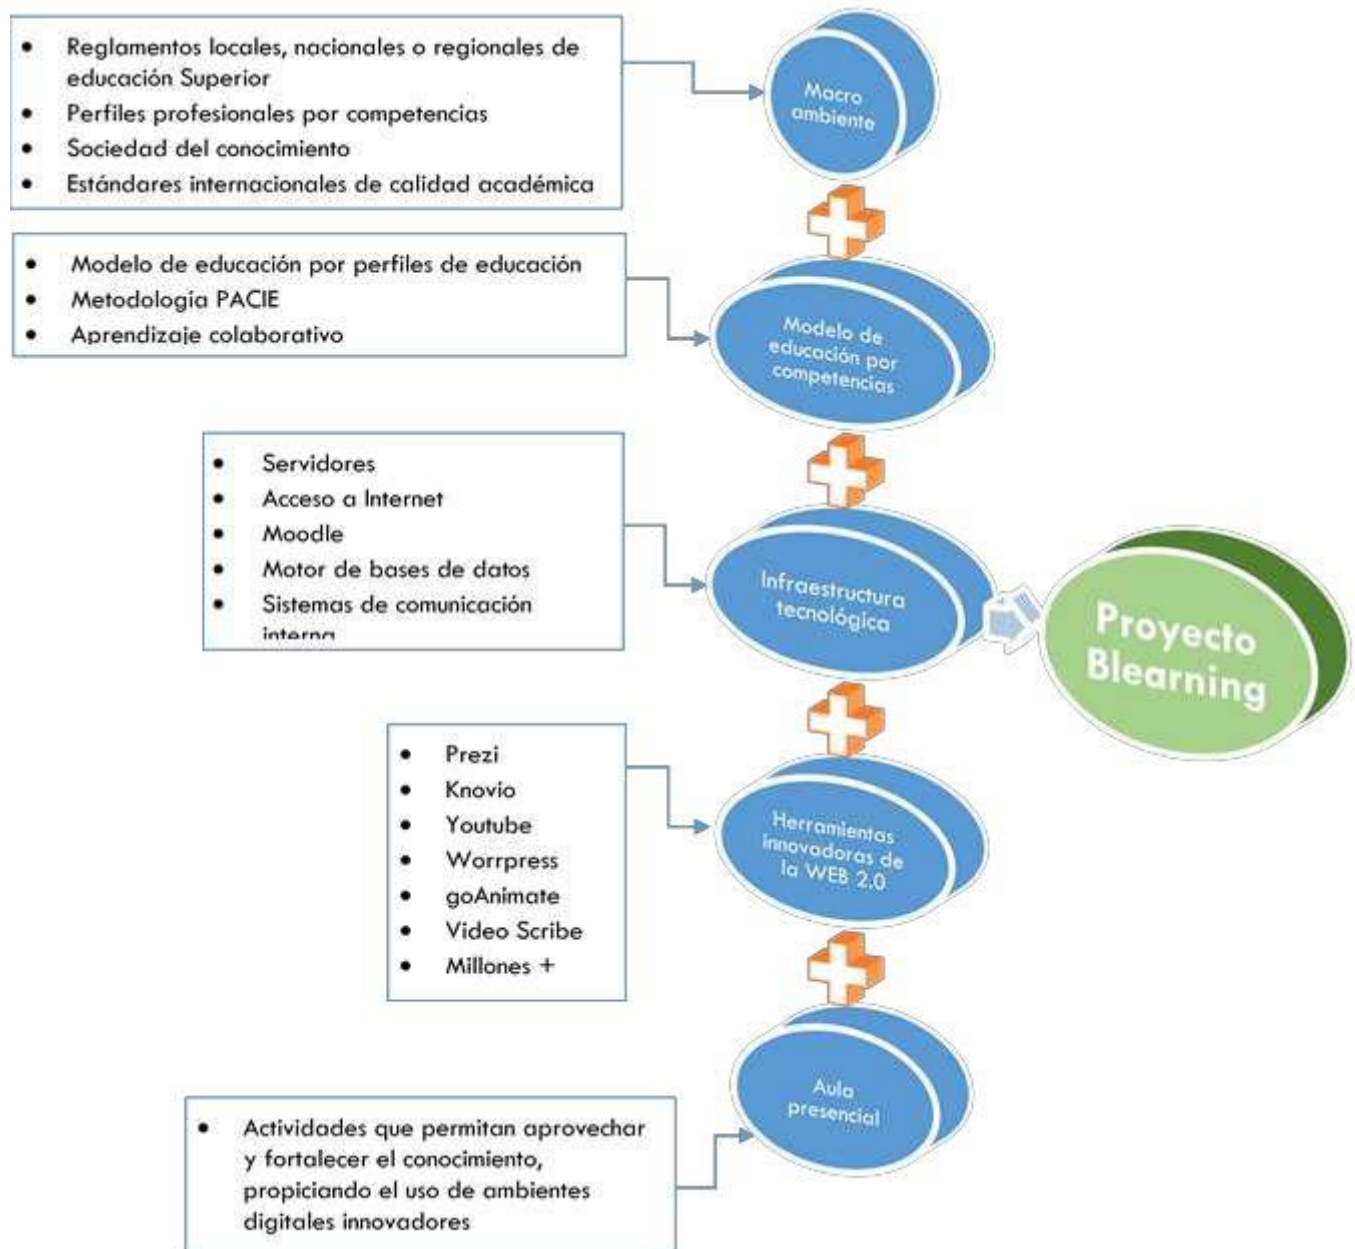 • Reglamentos locales, nacionales o regionales de
educación Superior
• Perfiles profesionales por competencias
• Sociedad del conocimiento
• Estándares internacionales de calidad académica
Macro
ambiente
• Modelo de educación por perfiles de educación
• Metodología PACIE
• Aprendizaje colaborativo
Modelo de
educación por
competencias
• Servidores
• Acceso a Internet
• Moodle
• Motor de bases de datos
• Sistemas de comunicación
interna
Infraestructura
tecnológica
Proyecto
Blearning
• Prezi
• Knovio
• Youtube
• Worrpress
• goAnimate
• Video Scribe
• Millones +
Herramientas
innovadoras de
la WEB 2.0
Aula
presencial
• Actividades que permitan aprovechar
y fortalecer el conocimiento,
propiciando el uso de ambientes
digitales innovadores